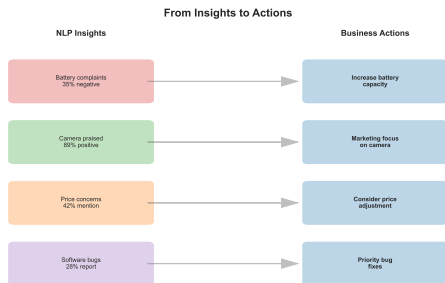 From Insights to Actions
NLP Insights
Business Actions
Battery complaints
38% negative
Increase battery
capacity
Camera praised
89% positive
Marketing focus
on camera
Price concerns
42% mention
Consider price
adjustment
Software bugs
28% report
Priority bug
fixes